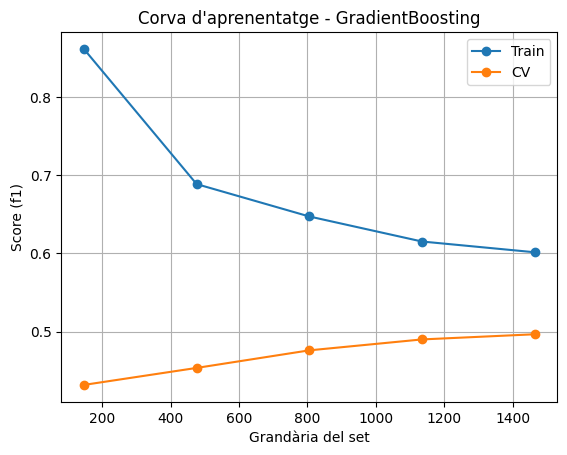 Corva d'aprenentatge - GradientBoosting
Train
CV
Score (f1)
0.8
0.7
0.6
0.5
200 400 600 800 1000 1200 1400
Grandària del set